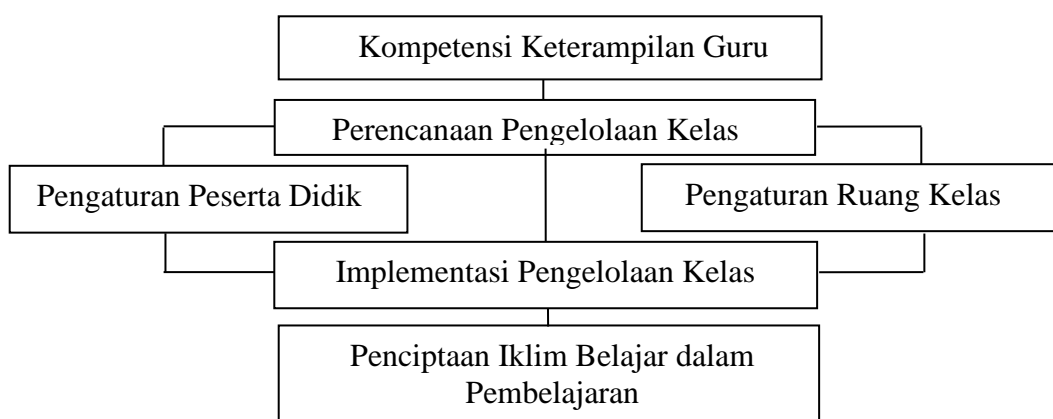 Kompetensi Keterampilan Guru
Perencanaan Pengelolaan Kelas
Pengaturan Peserta Didik
Pengaturan Ruang Kelas
Implementasi Pengelolaan Kelas
Penciptaan Iklim Belajar dalam
Pembelajaran